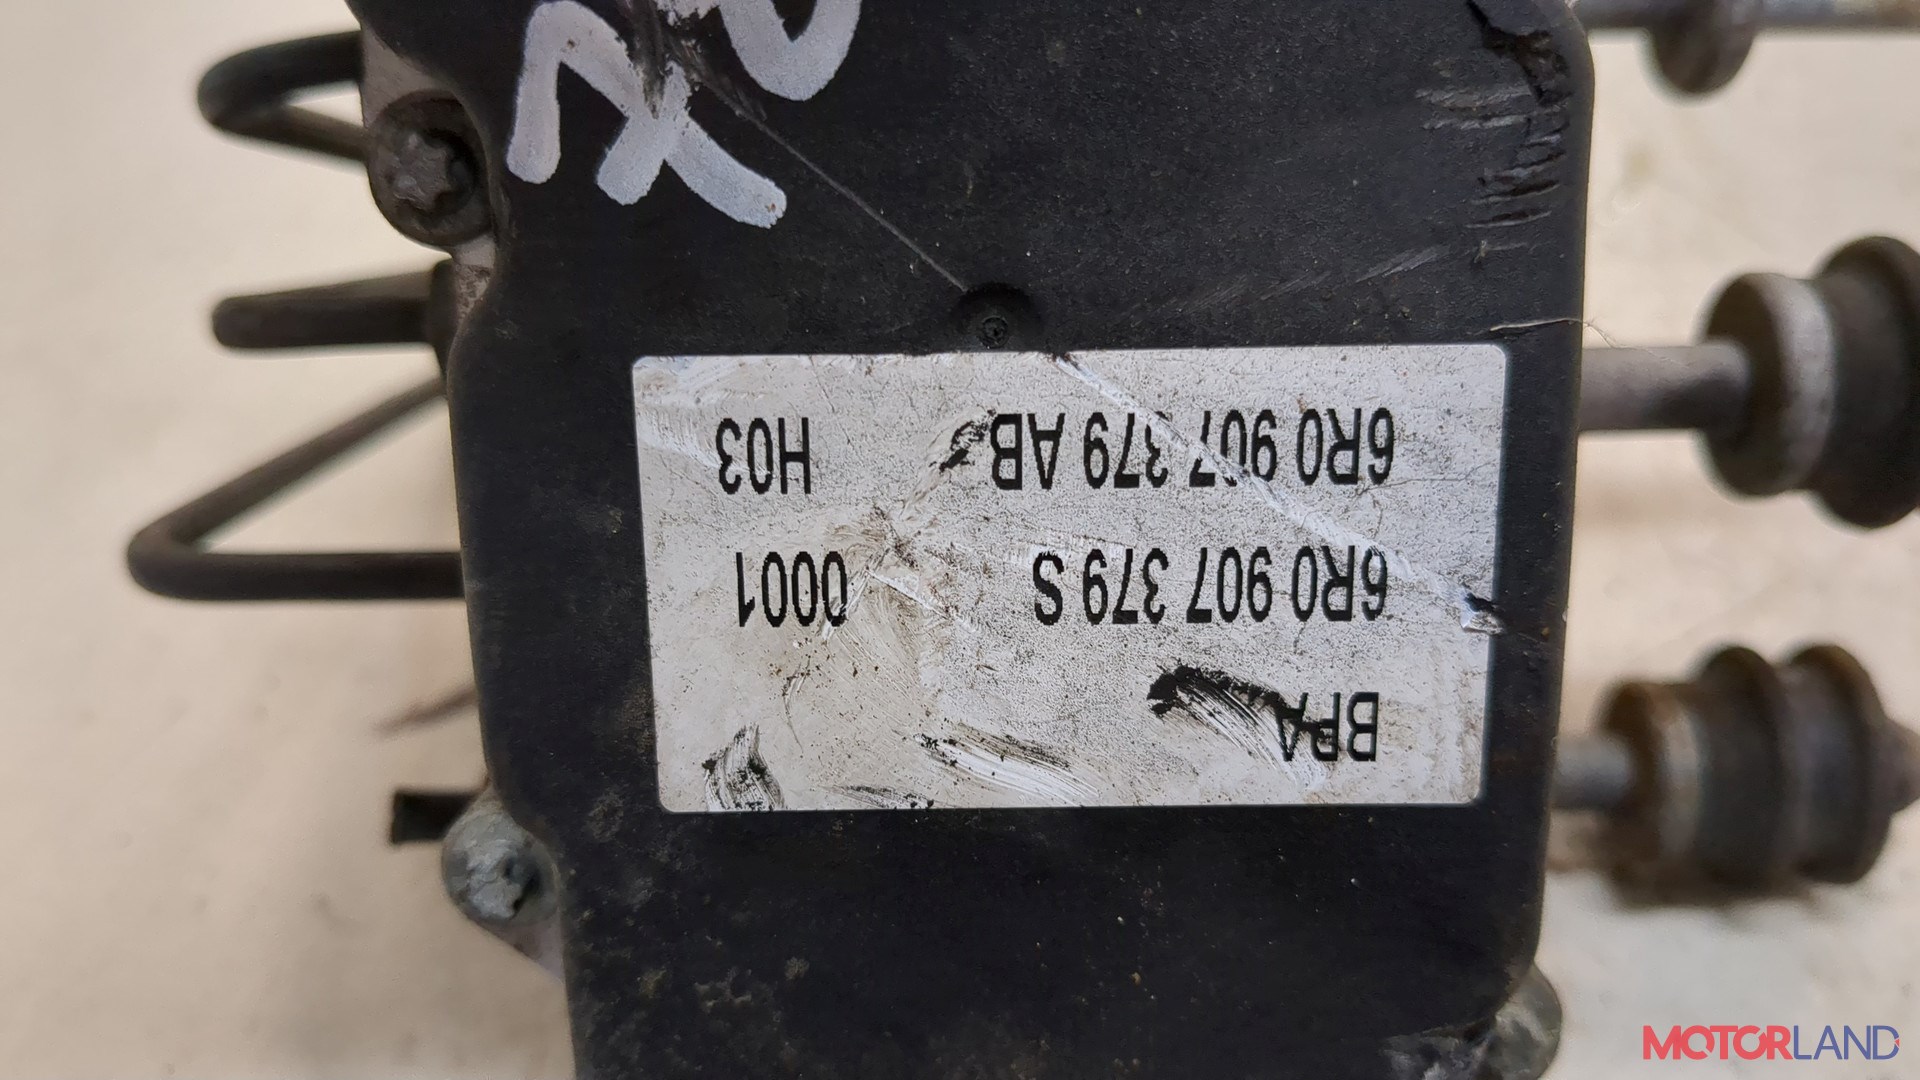 BPA
6R0 907 379 S 0001
6R0 907 379 AB H03
MOTORLAND